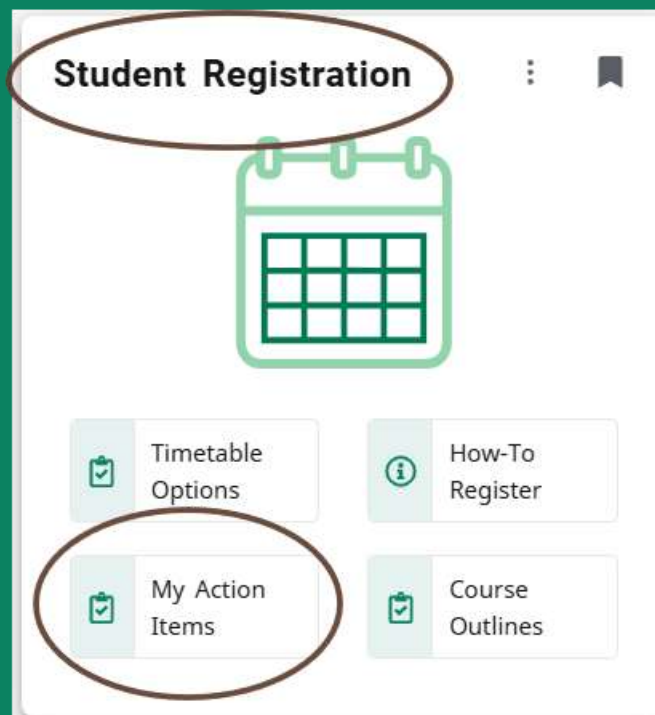 Student Registration
Timetable
Options
How-To
Register
My Action
Items
Course
Outlines